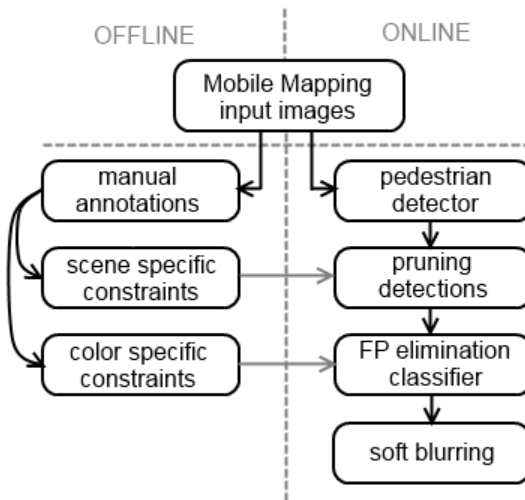 OFFLINE
ONLINE
Mobile Mapping
input images
manual
annotations
pedestrian
detector
scene specific
constraints
pruning
detections
color specific
constraints
FP elimination
classifier
soft blurring